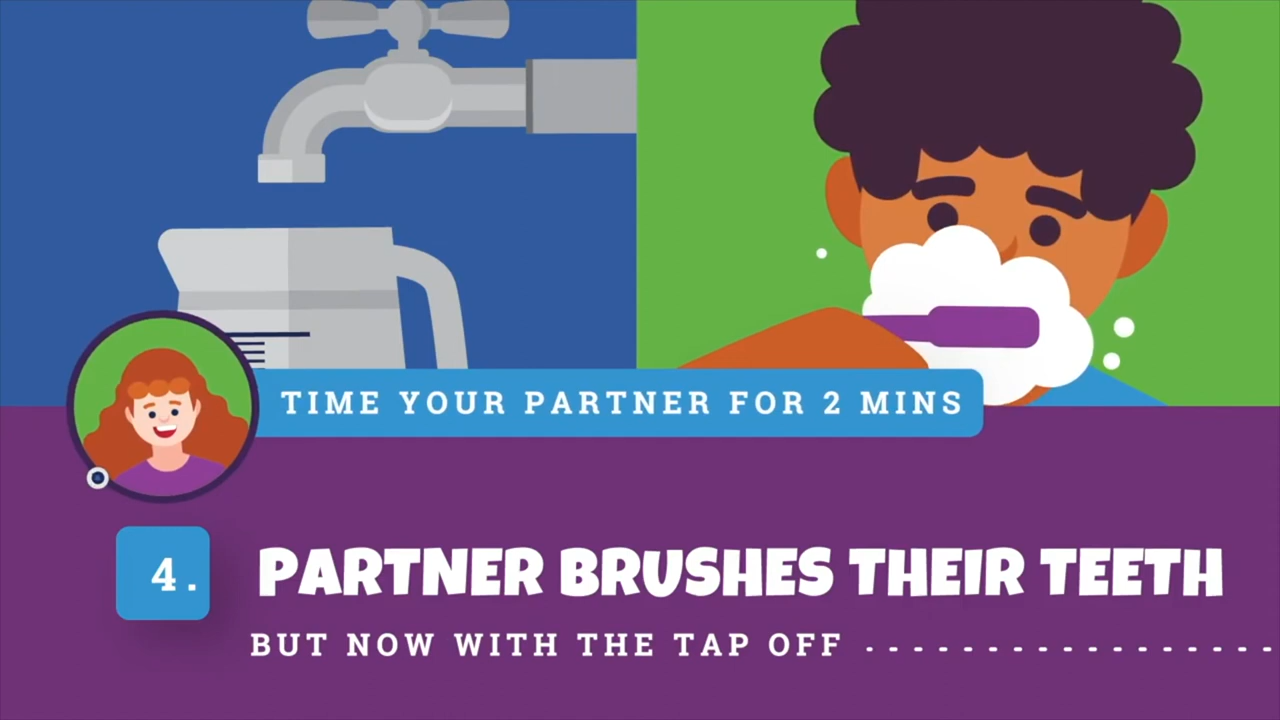 TIME YOUR PARTNER FOR 2 MINS
4. PARTNER BRUSHES THEIR TEETH
BUT NOW WITH THE TAP OFF